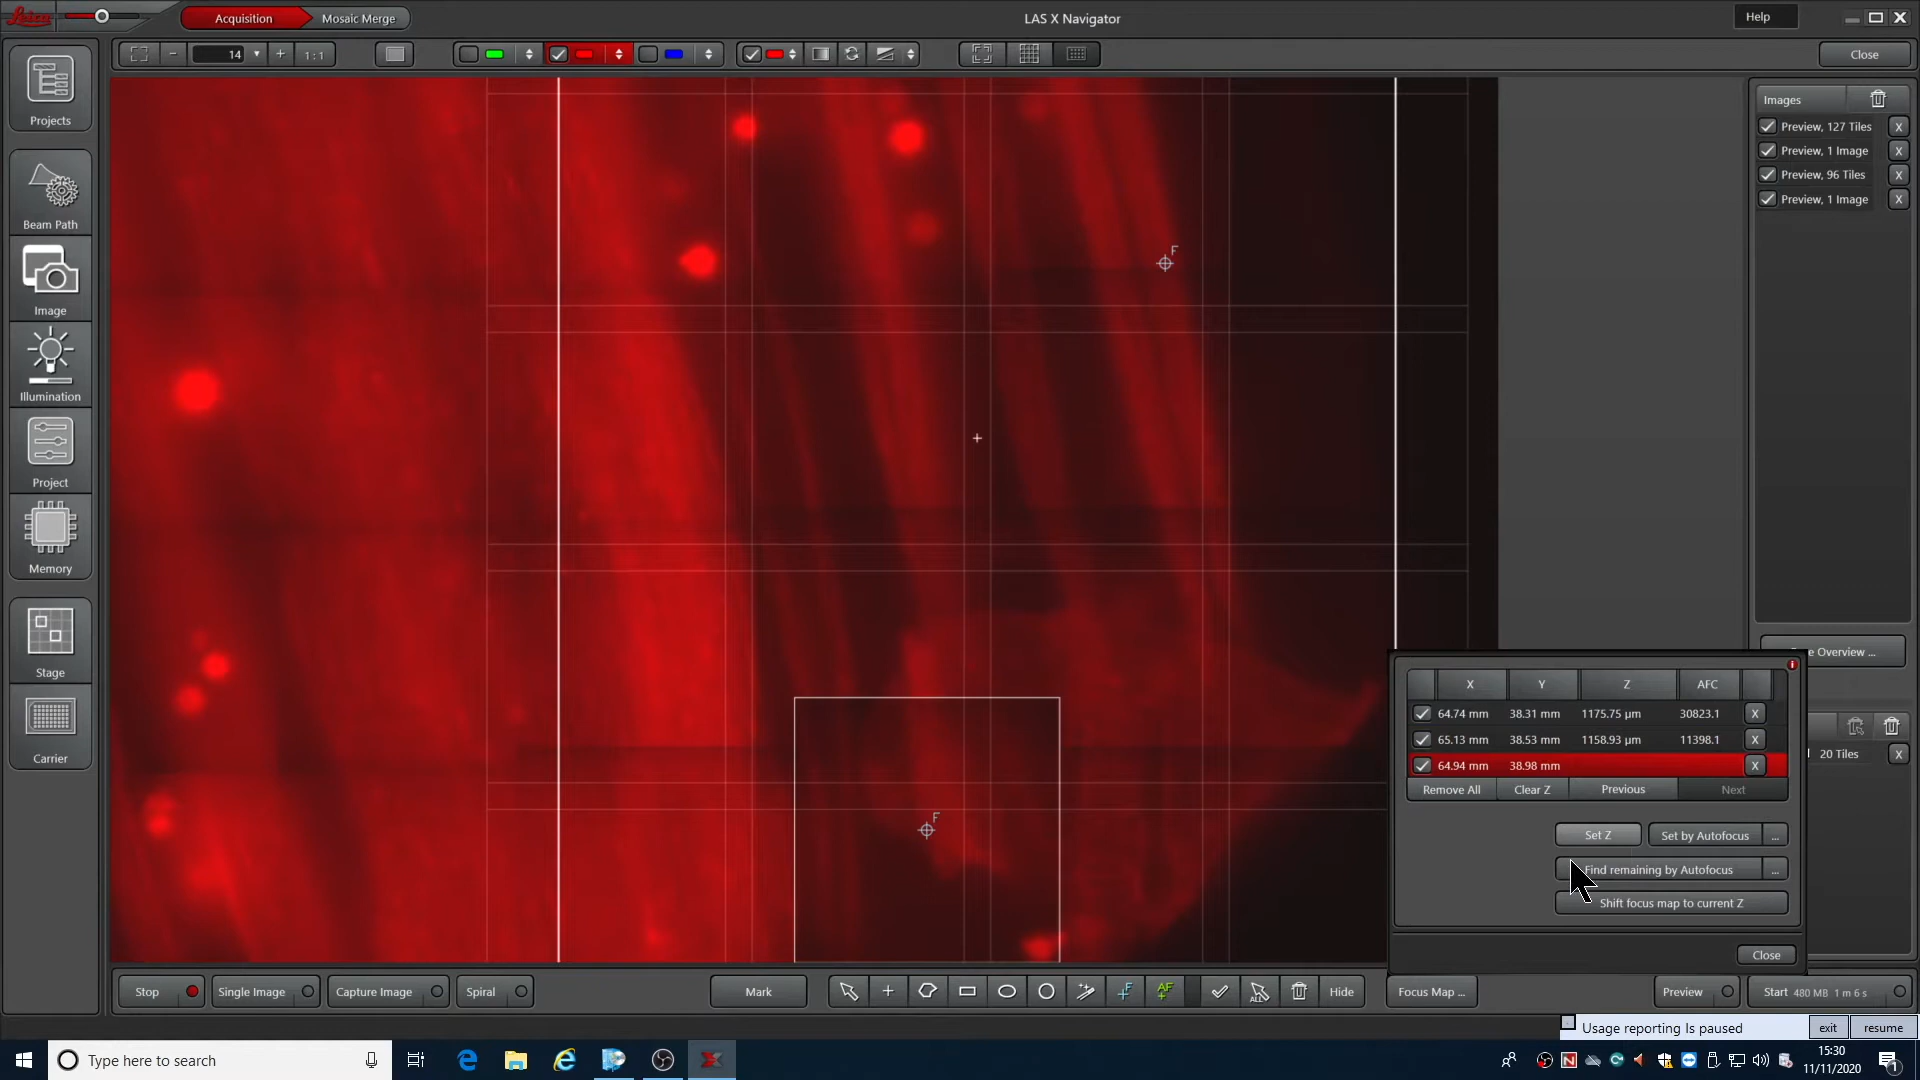 Leica
Acquisition
Mosaic Merge
LAS X Navigator
Help
14
1:1
Close
Projects
Beam Path
Image
Illumination
Project
Memory
Stage
Carrier
F
F
Images
Preview, 127 Tiles X
Preview, 1 Image X
Preview, 96 Tiles X
Preview, 1 Image X
Overview ...
20 Tiles X
X Y Z AFC
64.74 mm 38.31 mm 1175.75 µm 30823.1 X
65.13 mm 38.53 mm 1158.93 µm 11398.1 X
64.94 mm 38.98 mm X
Remove All Clear Z Previous Next
Set Z Set by Autofocus ...
Find remaining by Autofocus ...
Shift focus map to current Z
Close
Stop Single Image Capture Image Spiral Mark AF ALL Hide Focus Map ... Preview Start 480 MB 1 m 6 s
Usage reporting Is paused exit resume
Type here to search
15:30
11/11/2020
1